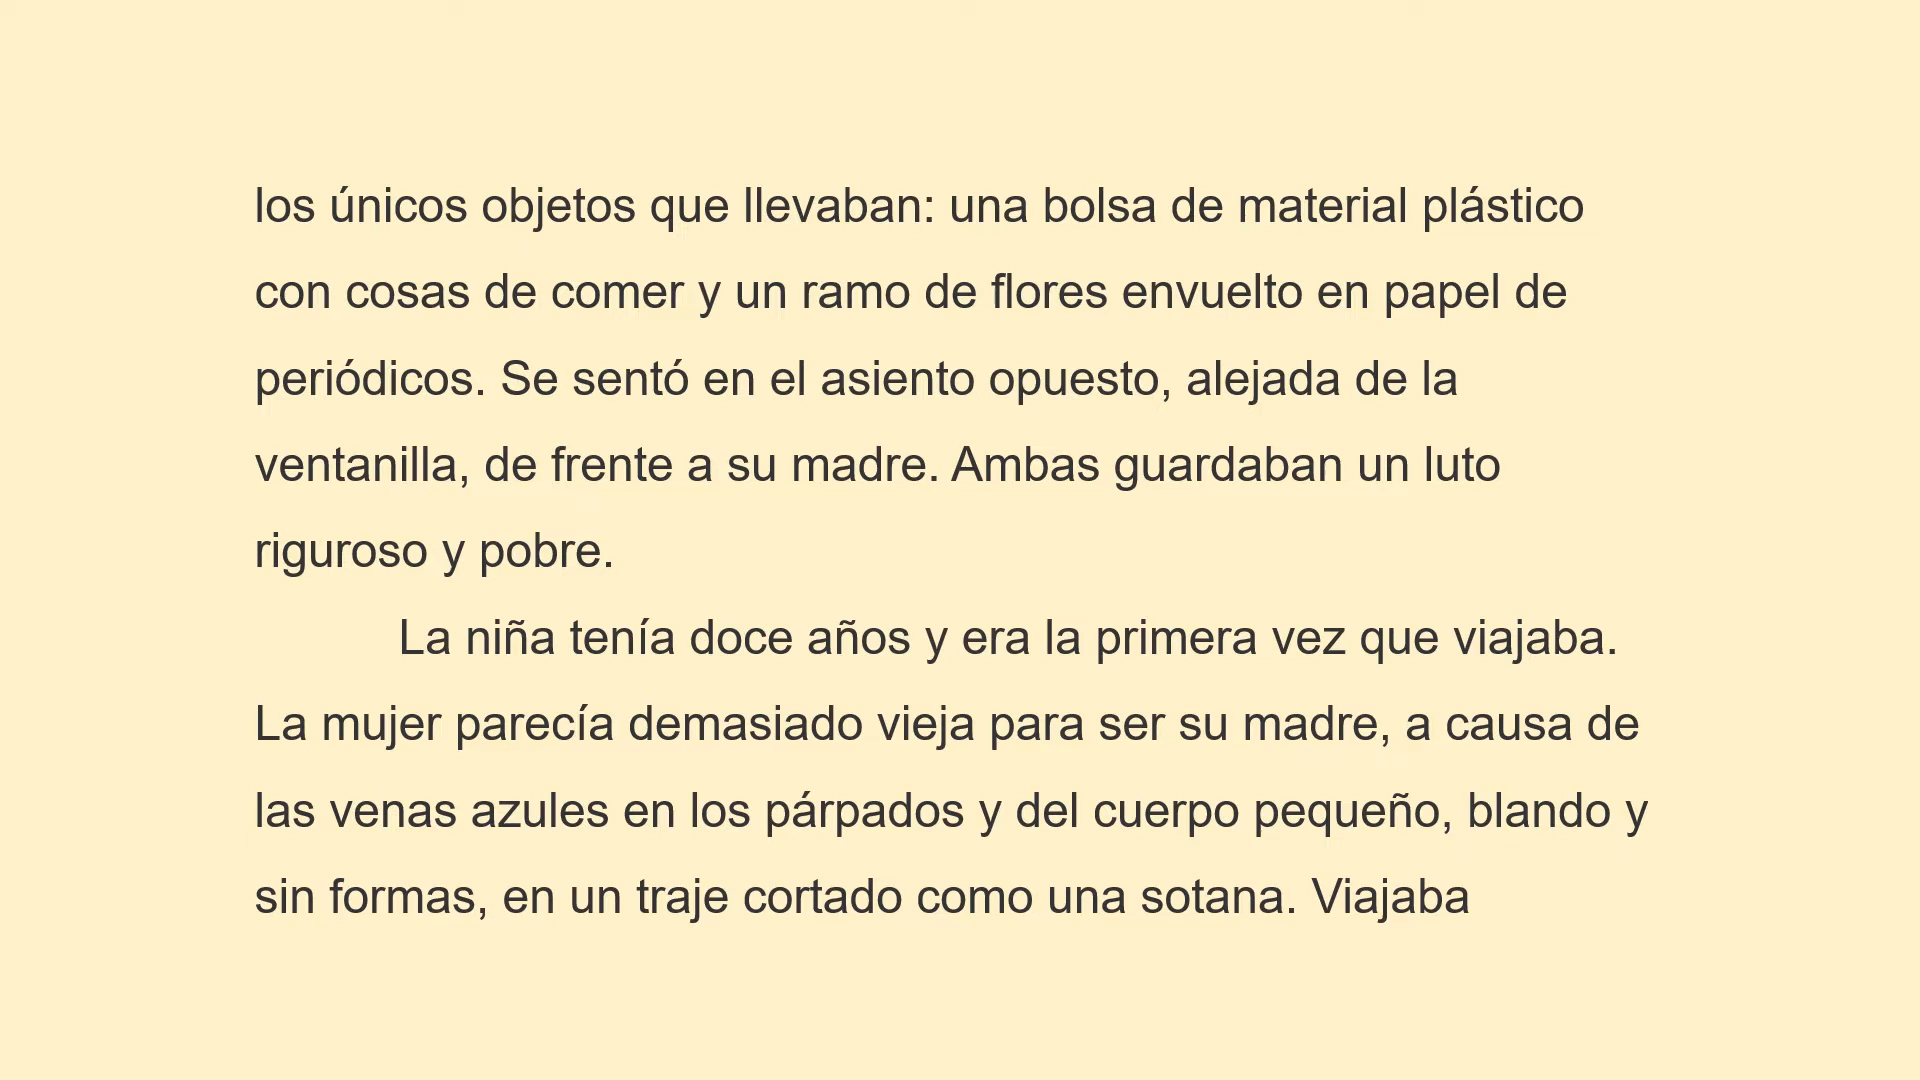 los únicos objetos que llevaban: una bolsa de material plástico
con cosas de comer y un ramo de flores envuelto en papel de
periódicos. Se sentó en el asiento opuesto, alejada de la
ventanilla, de frente a su madre. Ambas guardaban un luto
riguroso y pobre.
La niña tenía doce años y era la primera vez que viajaba.
La mujer parecía demasiado vieja para ser su madre, a causa de
las venas azules en los párpados y del cuerpo pequeño, blando y
sin formas, en un traje cortado como una sotana. Viajaba